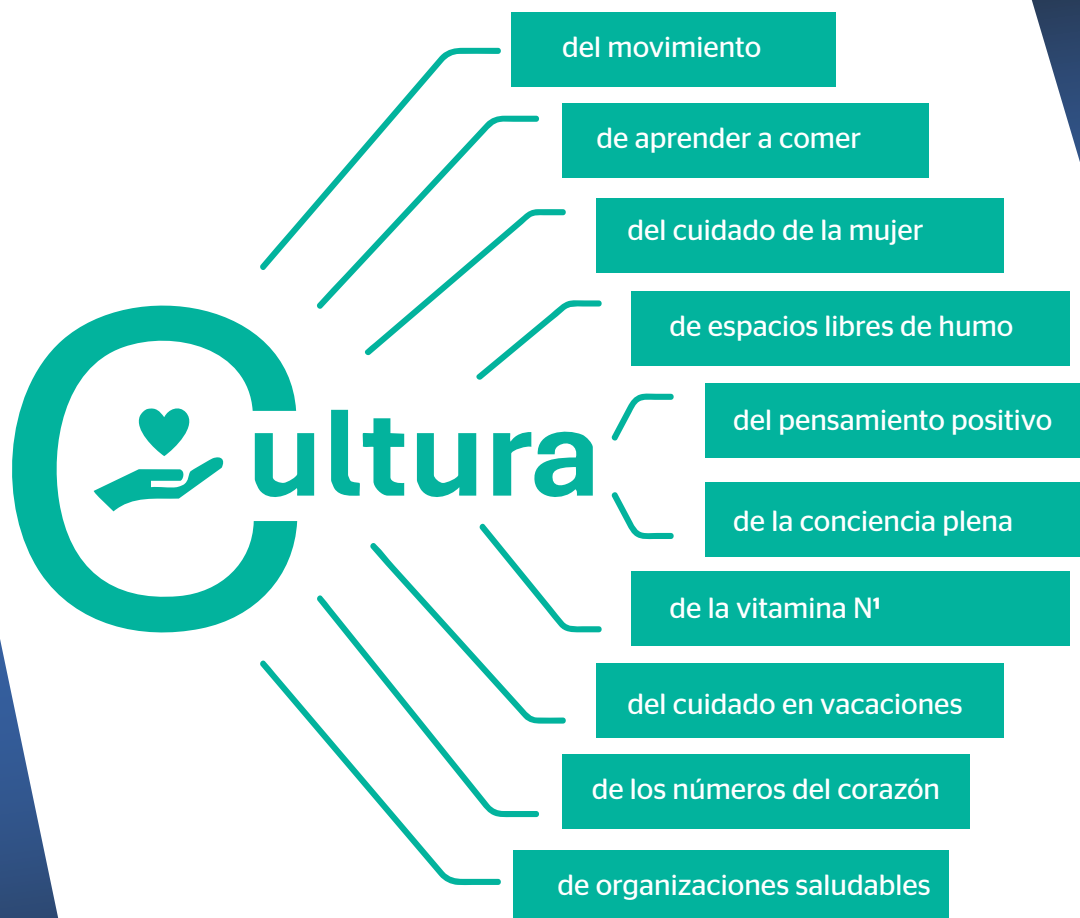 del movimiento
de aprender a comer
del cuidado de la mujer
de espacios libres de humo
Cultura
del pensamiento positivo
de la conciencia plena
de la vitamina N¹
del cuidado en vacaciones
de los números del corazón
de organizaciones saludables